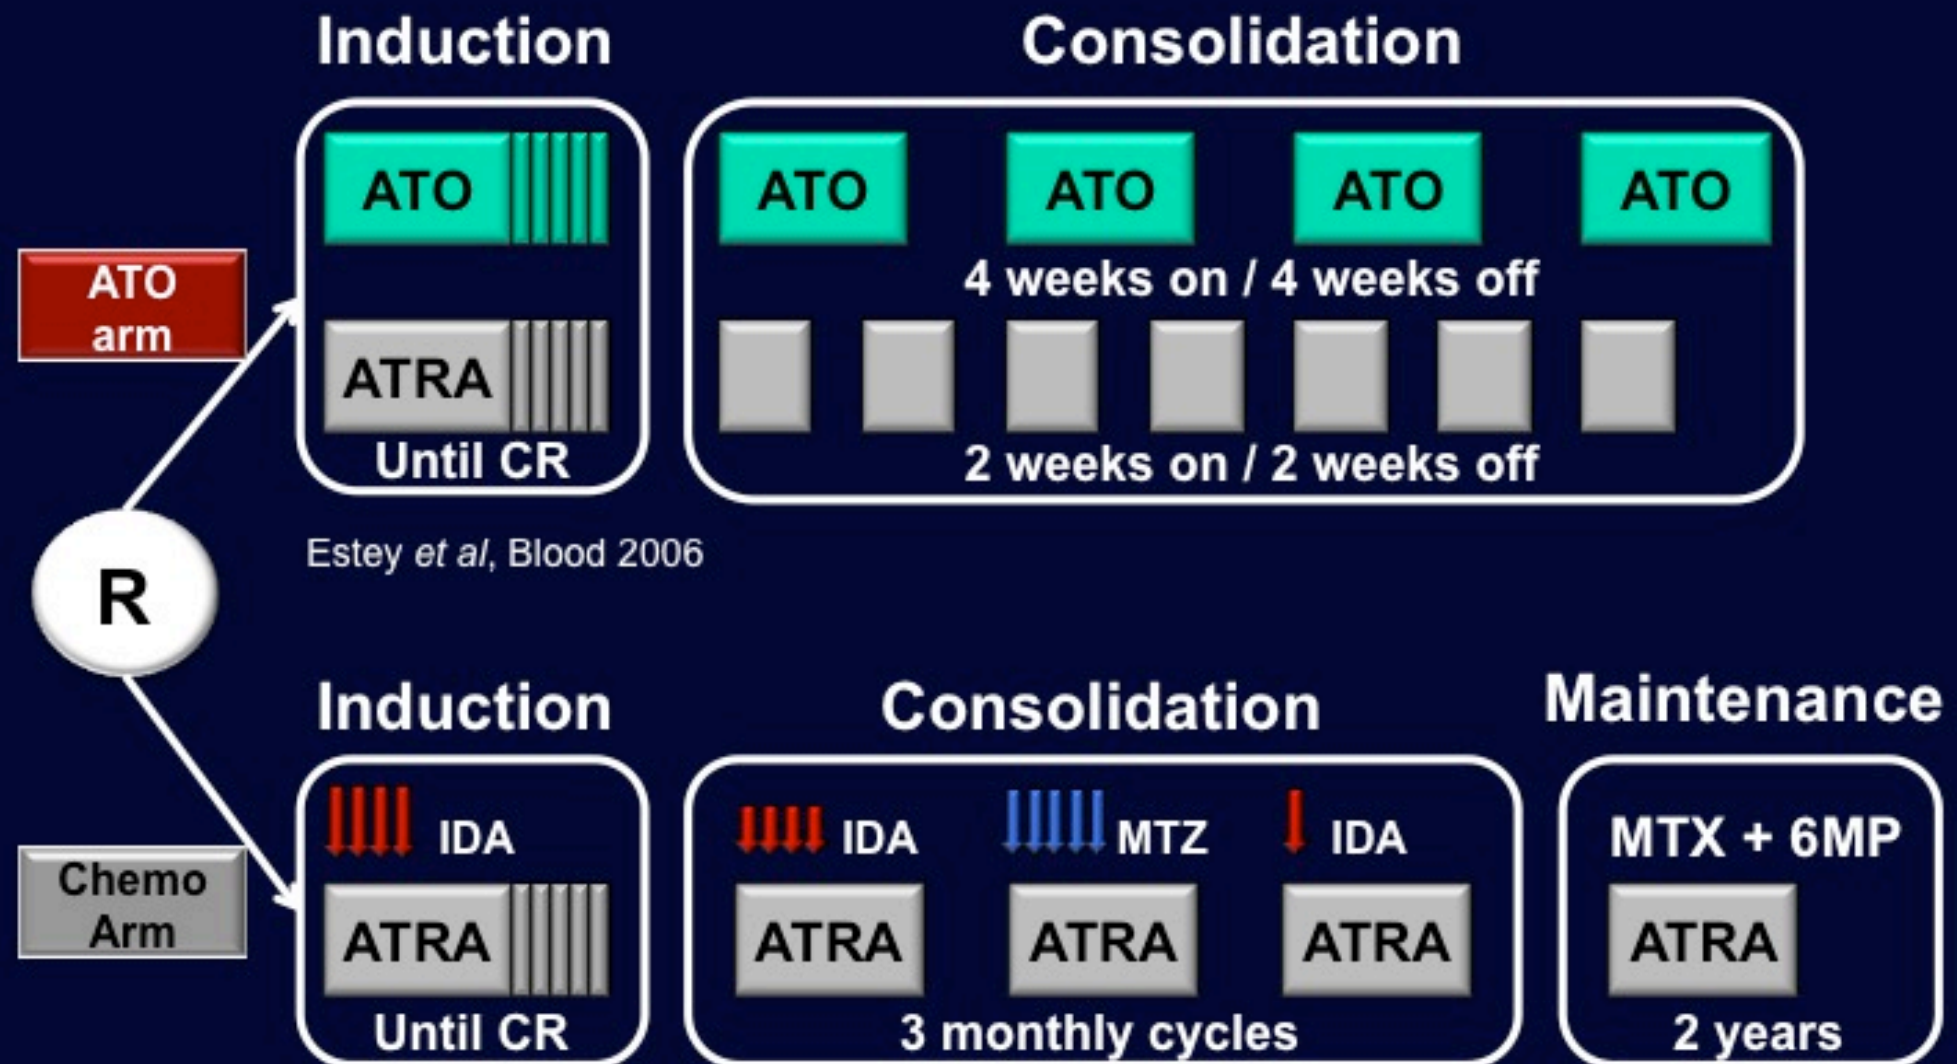 Induction
Consolidation
ATO
ATO
ATO
ATO
ATO
4 weeks on / 4 weeks off
ATO
arm
ATRA
Until CR
2 weeks on / 2 weeks off
Estey et al, Blood 2006
R
Induction
Consolidation
Maintenance
IDA
IDA
MTZ
IDA
MTX + 6MP
Chemo
Arm
ATRA
ATRA
ATRA
ATRA
ATRA
Until CR
3 monthly cycles
2 years